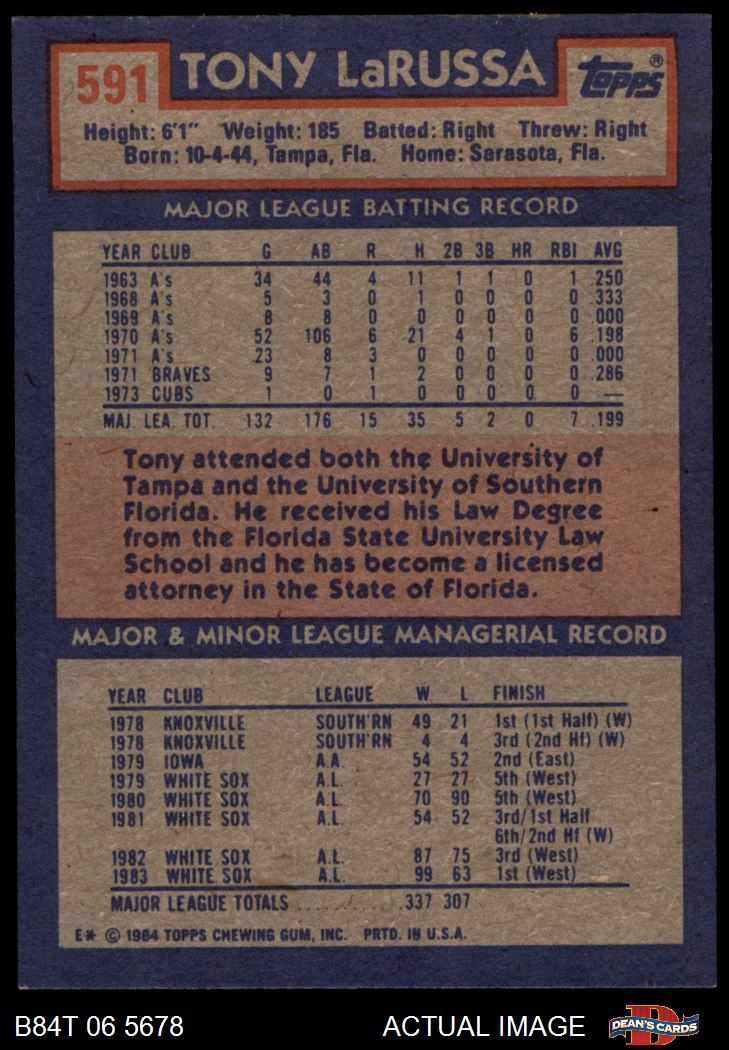 591 TONY LaRUSSA Topps®
Height: 6'1" Weight: 185 Batted: Right Threw: Right
Born: 10-4-44, Tampa, Fla. Home: Sarasota, Fla.
MAJOR LEAGUE BATTING RECORD
YEAR CLUB G AB R H 2B 3B HR RBI AVG
1963 A's 34 44 4 11 1 1 0 1 .250
1968 A's 5 3 0 1 0 0 0 0 .333
1969 A's 8 8 0 0 0 0 0 0 .000
1970 A's 52 106 6 21 4 1 0 6 .198
1971 A's 23 8 3 0 0 0 0 0 .000
1971 BRAVES 9 7 1 2 0 0 0 0 .286
1973 CUBS 1 0 1 0 0 0 0 0 —
MAJ. LEA. TOT. 132 176 15 35 5 2 0 7 .199
Tony attended both the University of
Tampa and the University of Southern
Florida. He received his Law Degree
from the Florida State University Law
School and he has become a licensed
attorney in the State of Florida.
MAJOR & MINOR LEAGUE MANAGERIAL RECORD
YEAR CLUB LEAGUE W L FINISH
1978 KNOXVILLE SOUTH'RN 49 21 1st (1st Half) (W)
1978 KNOXVILLE SOUTH'RN 4 4 3rd (2nd Hf) (W)
1979 IOWA A.A. 54 52 2nd (East)
1979 WHITE SOX A.L. 27 27 5th (West)
1980 WHITE SOX A.L. 70 90 5th (West)
1981 WHITE SOX A.L. 54 52 3rd/1st Half
6th/2nd Hf (W)
1982 WHITE SOX A.L. 87 75 3rd (West)
1983 WHITE SOX A.L. 99 63 1st (West)
MAJOR LEAGUE TOTALS ............ 337 307
E* © 1984 TOPPS CHEWING GUM, INC. PRTD. IN U.S.A.
B84T 06 5678 ACTUAL IMAGE DEAN'S CARDS